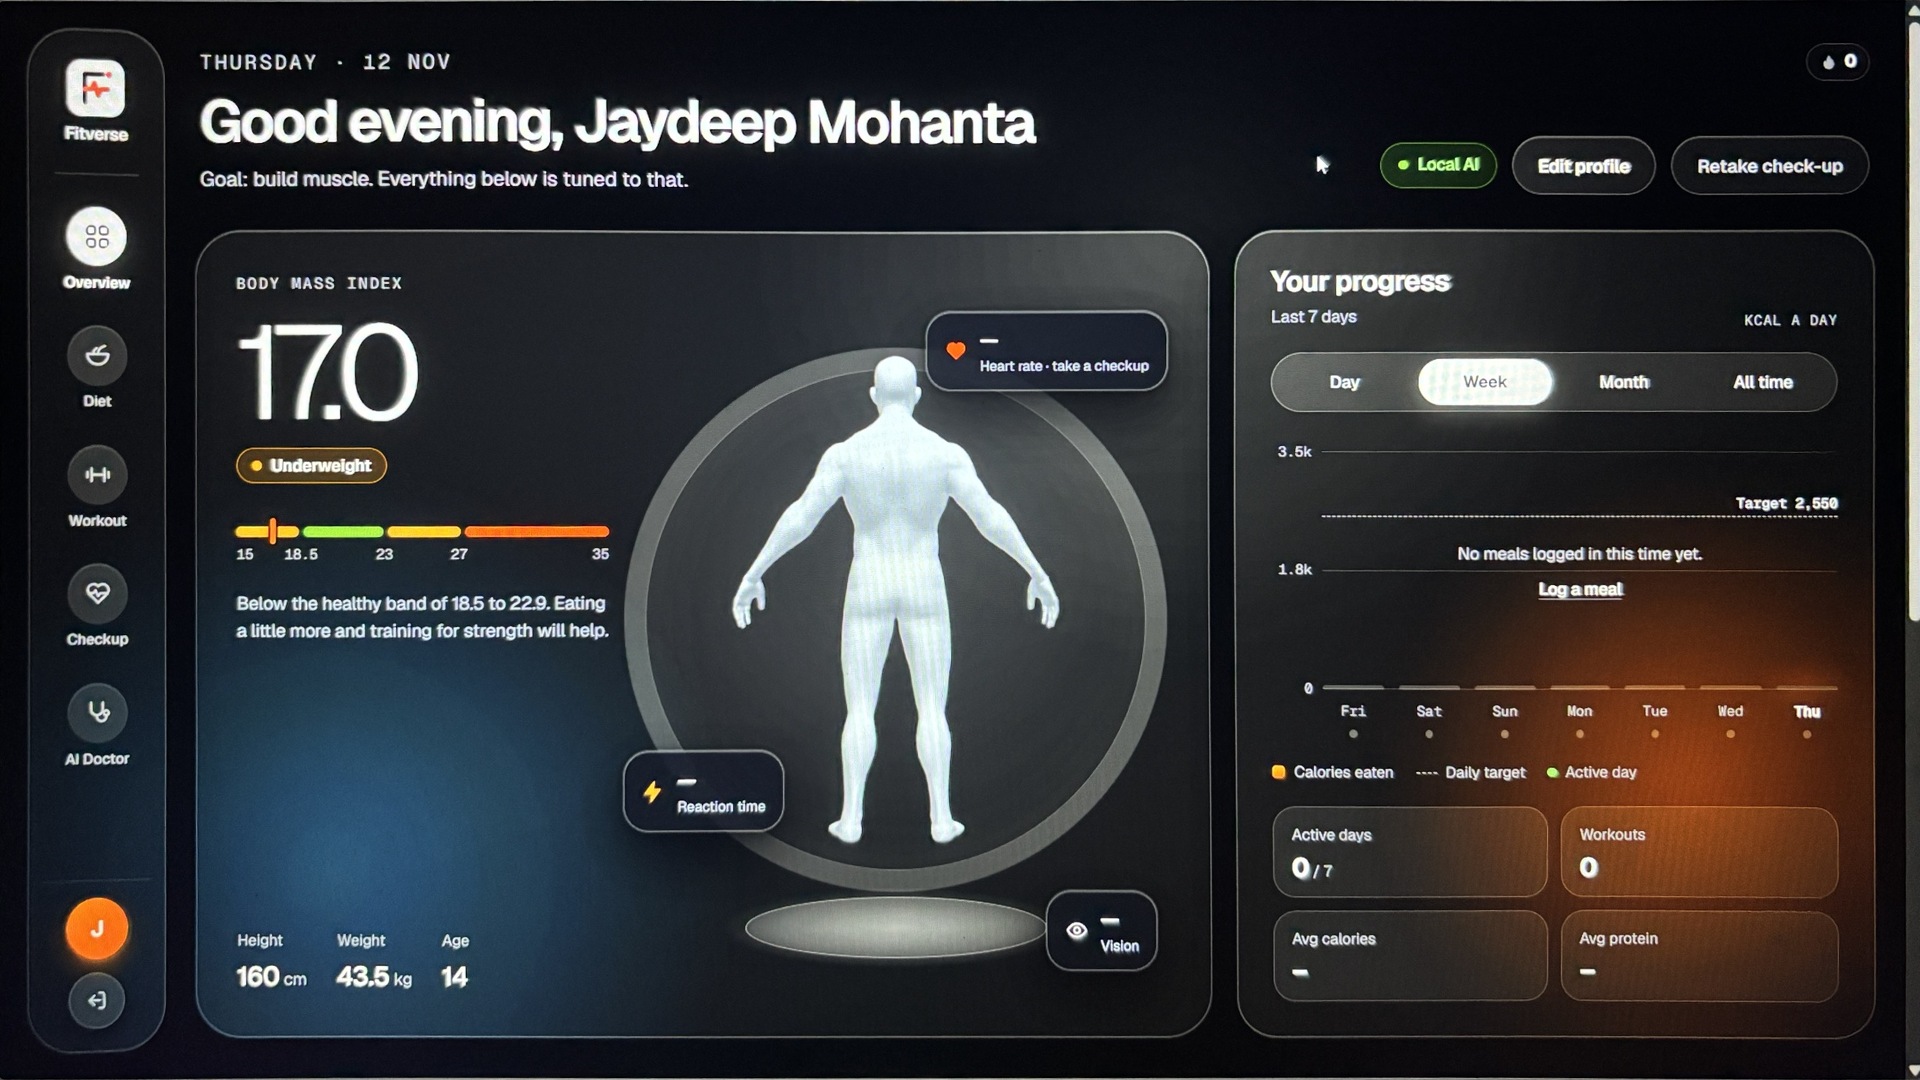 THURSDAY · 12 NOV
0
Fitverse
Good evening, Jaydeep Mohanta
Goal: build muscle. Everything below is tuned to that.
Local AI
Edit profile
Retake check-up
Overview
Diet
Workout
Checkup
AI Doctor
J
BODY MASS INDEX
17.0
Underweight
15 18.5 23 27 35
Below the healthy band of 18.5 to 22.9. Eating
a little more and training for strength will help.
Height Weight Age
160 cm 43.5 kg 14
–
Heart rate · take a checkup
–
Reaction time
–
Vision
Your progress
Last 7 days
KCAL A DAY
Day Week Month All time
3.5k
Target 2,550
No meals logged in this time yet.
1.8k
Log a meal
0
Fri Sat Sun Mon Tue Wed Thu
Calories eaten Daily target Active day
Active days
0 / 7
Workouts
0
Avg calories
–
Avg protein
–